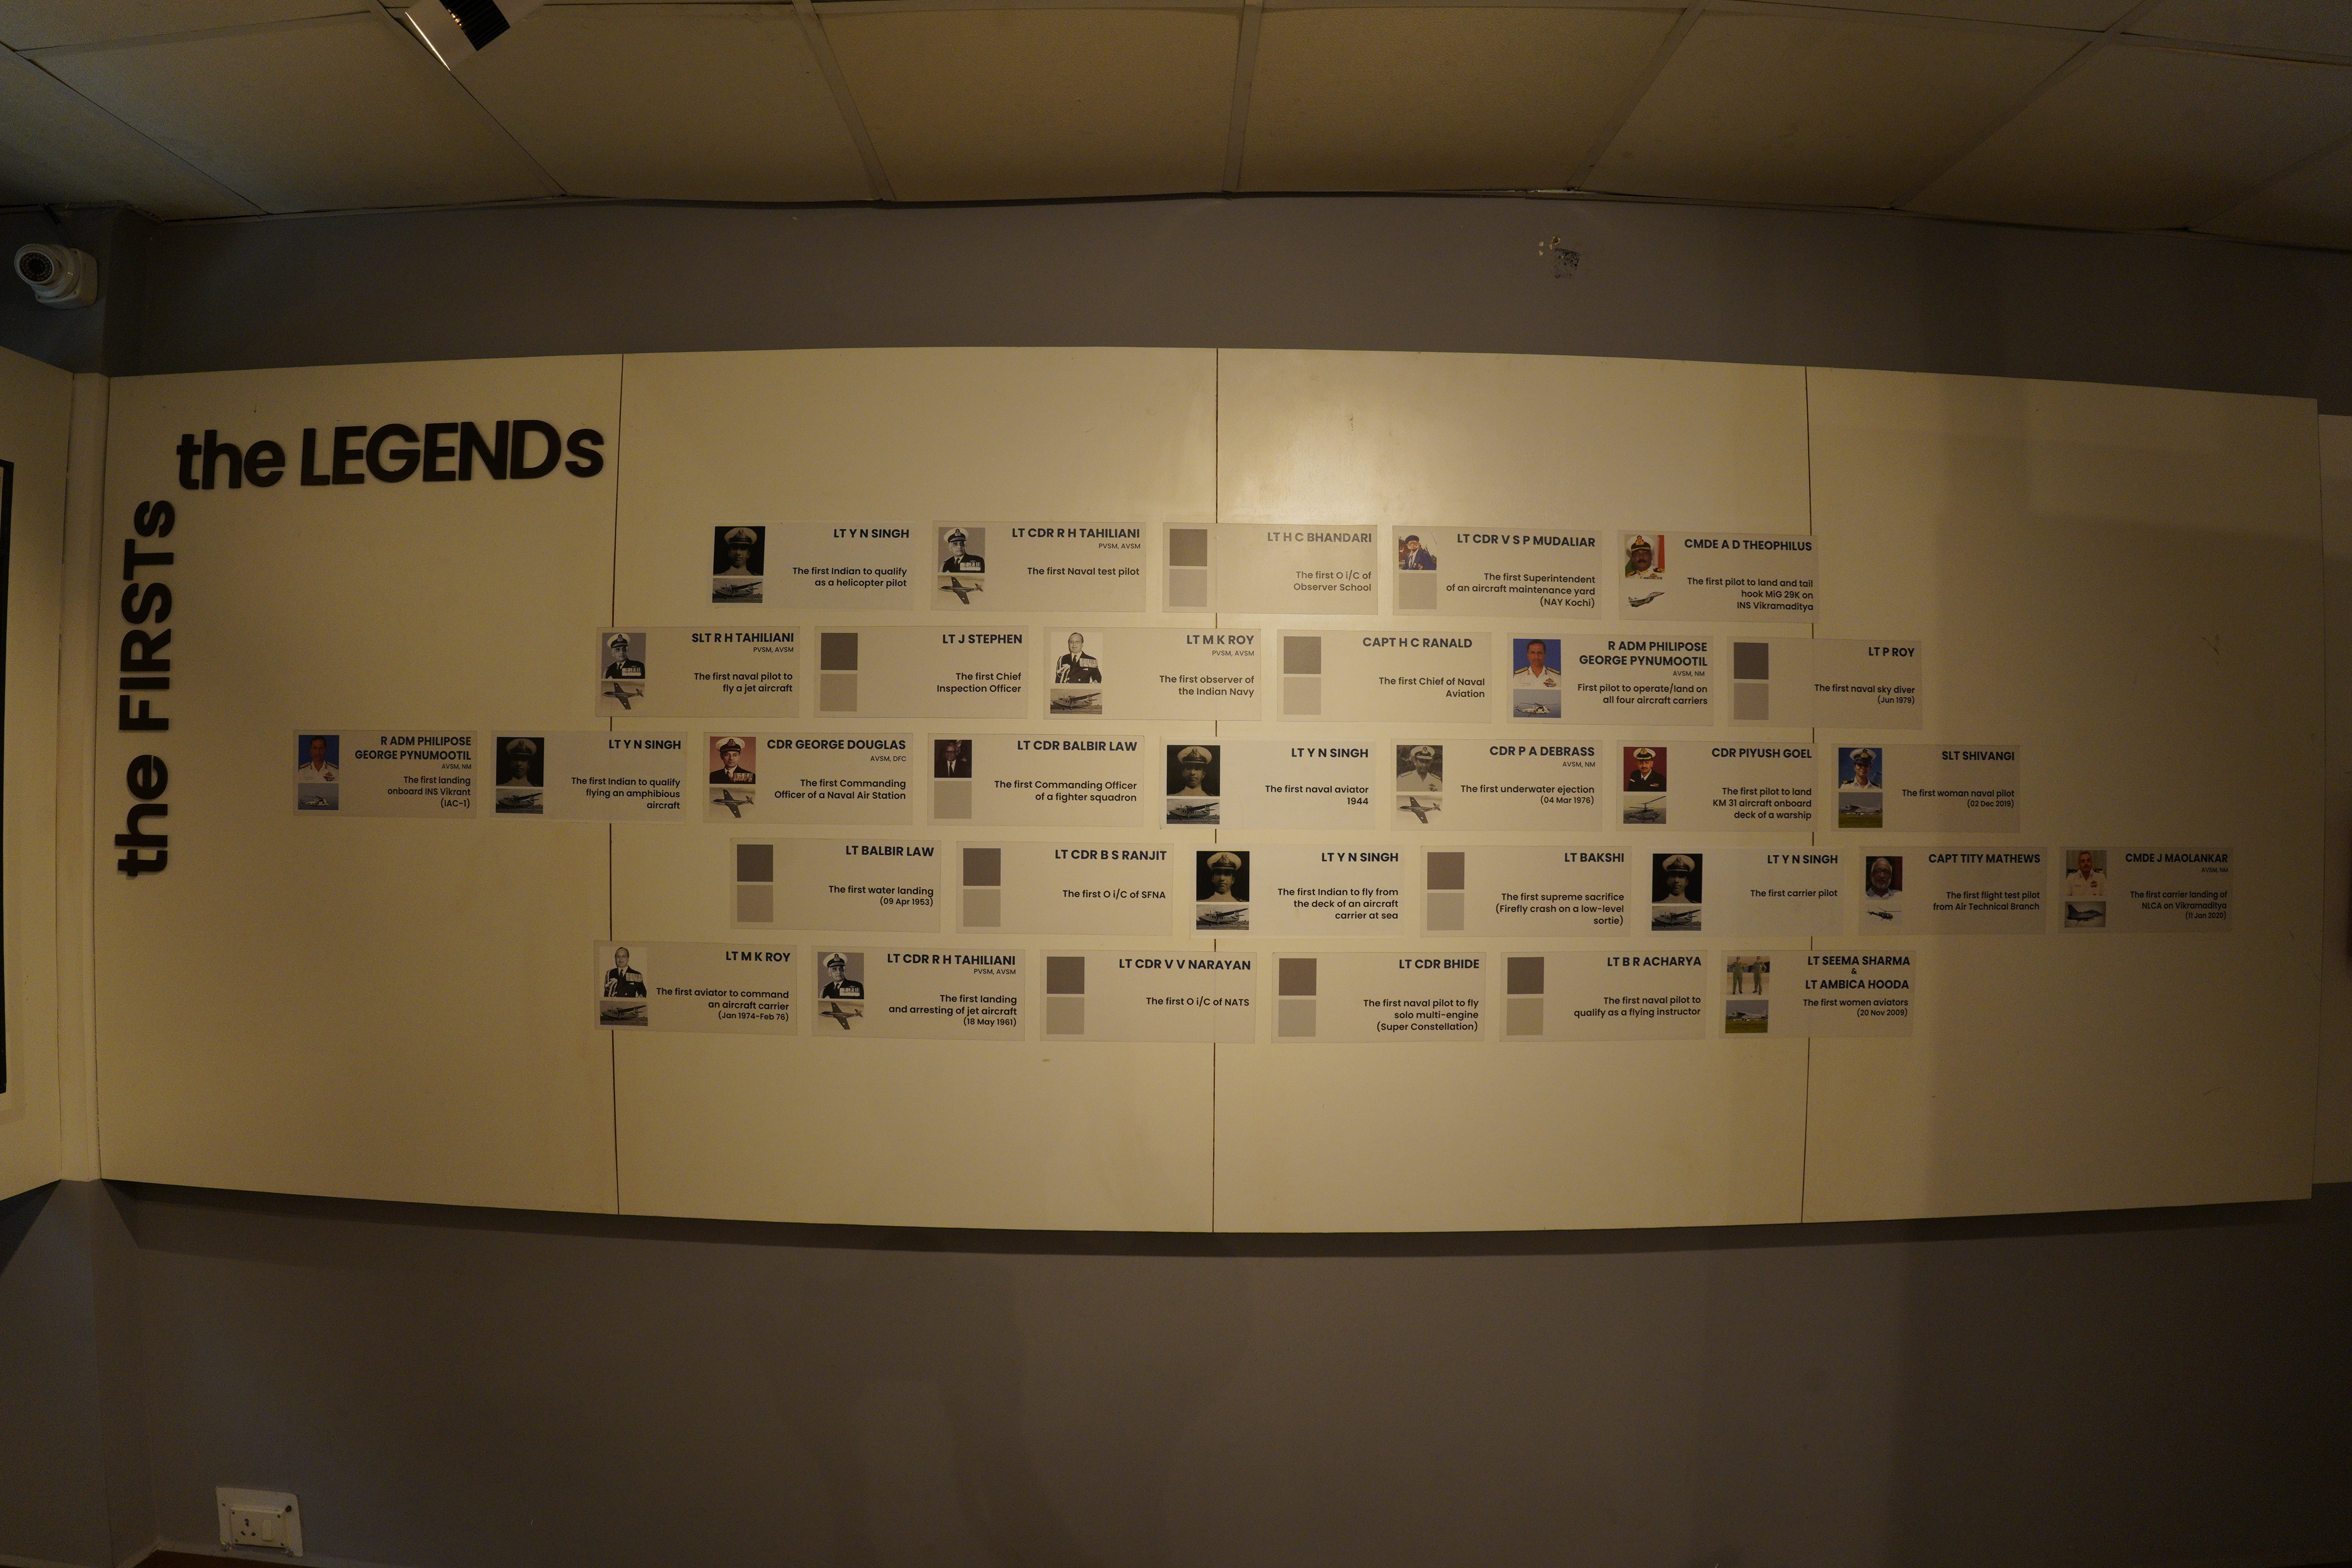 the LEGENDs
the FIRSTs
LT Y N SINGH
The first Indian to qualify
as a helicopter pilot
LT CDR R H TAHILIANI
PVSM, AVSM
The first Naval test pilot
LT H C BHANDARI
The first O i/C of
Observer School
LT CDR V S P MUDALIAR
The first Superintendent
of an aircraft maintenance yard
(NAY Kochi)
CMDE A D THEOPHILUS
The first pilot to land and tail
hook MiG 29K on
INS Vikramaditya
SLT R H TAHILIANI
PVSM, AVSM
The first naval pilot to
fly a jet aircraft
LT J STEPHEN
The first Chief
Inspection Officer
LT M K ROY
PVSM, AVSM
The first observer of
the Indian Navy
CAPT H C RANALD
The first Chief of Naval
Aviation
R ADM PHILIPOSE
GEORGE PYNUMOOTIL
AVSM, NM
First pilot to operate/land on
all four aircraft carriers
LT P ROY
The first naval sky diver
(Jun 1979)
R ADM PHILIPOSE
GEORGE PYNUMOOTIL
AVSM, NM
The first landing
onboard INS Vikrant
(IAC-1)
LT Y N SINGH
The first Indian to qualify
flying an amphibious
aircraft
CDR GEORGE DOUGLAS
AVSM, DFC
The first Commanding
Officer of a Naval Air Station
LT CDR BALBIR LAW
The first Commanding Officer
of a fighter squadron
LT Y N SINGH
The first naval aviator
1944
CDR P A DEBRASS
AVSM, NM
The first underwater ejection
(04 Mar 1976)
CDR PIYUSH GOEL
The first pilot to land
KM 31 aircraft onboard
deck of a warship
SLT SHIVANGI
The first woman naval pilot
(02 Dec 2019)
LT BALBIR LAW
The first water landing
(09 Apr 1953)
LT CDR B S RANJIT
The first O i/C of SFNA
LT Y N SINGH
The first Indian to fly from
the deck of an aircraft
carrier at sea
LT BAKSHI
The first supreme sacrifice
(Firefly crash on a low-level
sortie)
LT Y N SINGH
The first carrier pilot
CAPT TITY MATHEWS
The first flight test pilot
from Air Technical Branch
CMDE J MAOLANKAR
AVSM, NM
The first carrier landing of
NLCA on Vikramaditya
(11 Jan 2020)
LT M K ROY
The first aviator to command
an aircraft carrier
(Jan 1974-Feb 76)
LT CDR R H TAHILIANI
PVSM, AVSM
The first landing
and arresting of jet aircraft
(18 May 1961)
LT CDR V V NARAYAN
The first O i/C of NATS
LT CDR BHIDE
The first naval pilot to fly
solo multi-engine
(Super Constellation)
LT B R ACHARYA
The first naval pilot to
qualify as a flying instructor
LT SEEMA SHARMA
&
LT AMBICA HOODA
The first women aviators
(20 Nov 2009)